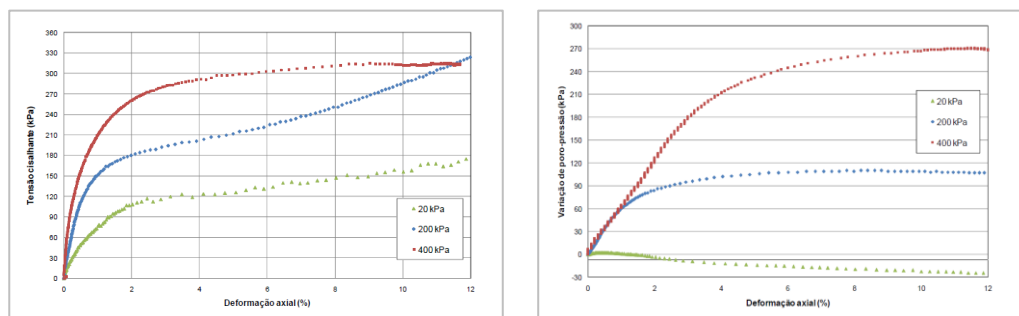 360
330
300
270
240
210
180
150
120
90
60
30
0
Tensão cisalhante (kPa)
20 kPa
200 kPa
400 kPa
0 2 4 6 8 10 12
Deformação axial (%)
300
270
240
210
180
150
120
90
60
30
0
-30
Variação de poro-pressão (kPa)
20 kPa
200 kPa
400 kPa
0 2 4 6 8 10 12
Deformação axial (%)